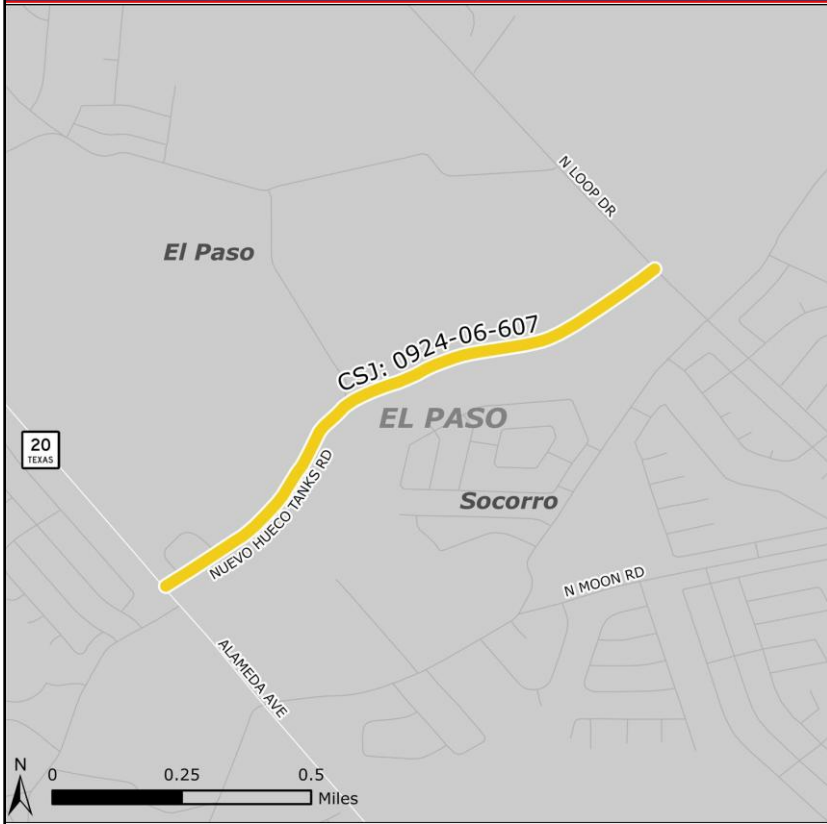 N LOOP DR
El Paso
CSJ: 0924-06-607
EL PASO
20
TEXAS
Socorro
NUEVO HUECO TANKS RD
N MOON RD
ALAMEDA AVE
N
0 0.25 0.5
Miles